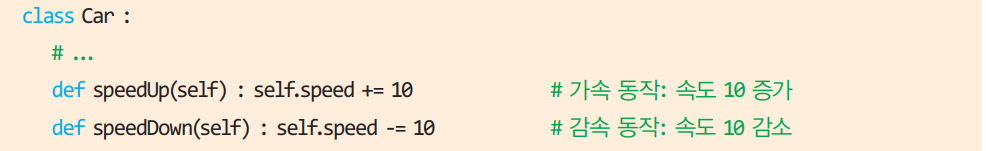 class Car :
# ...
def speedUp(self) : self.speed += 10 # 가속 동작: 속도 10 증가
def speedDown(self) : self.speed -= 10 # 감속 동작: 속도 10 감소